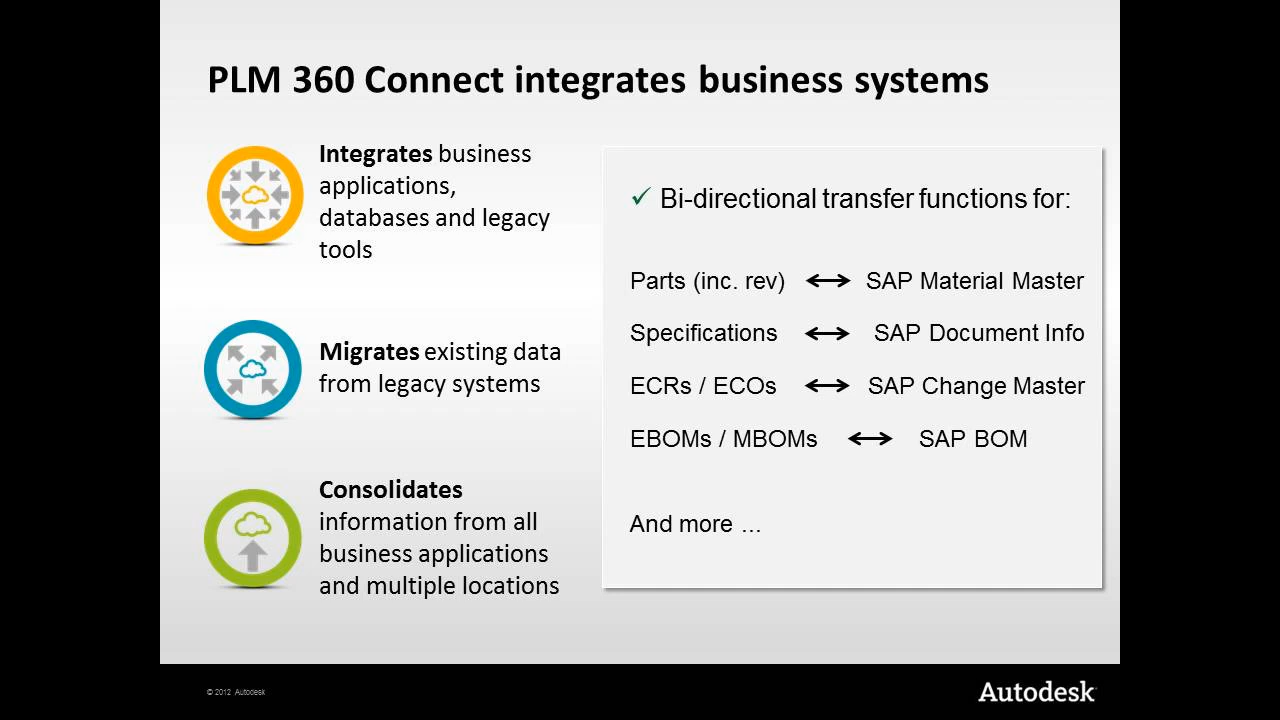 PLM 360 Connect integrates business systems
Integrates business
applications,
databases and legacy
tools
Migrates existing data
from legacy systems
Consolidates
information from all
business applications
and multiple locations
✓ Bi-directional transfer functions for:
Parts (inc. rev) ↔ SAP Material Master
Specifications ↔ SAP Document Info
ECRs / ECOs ↔ SAP Change Master
EBOMs / MBOMs ↔ SAP BOM
And more ...
© 2012 Autodesk
Autodesk